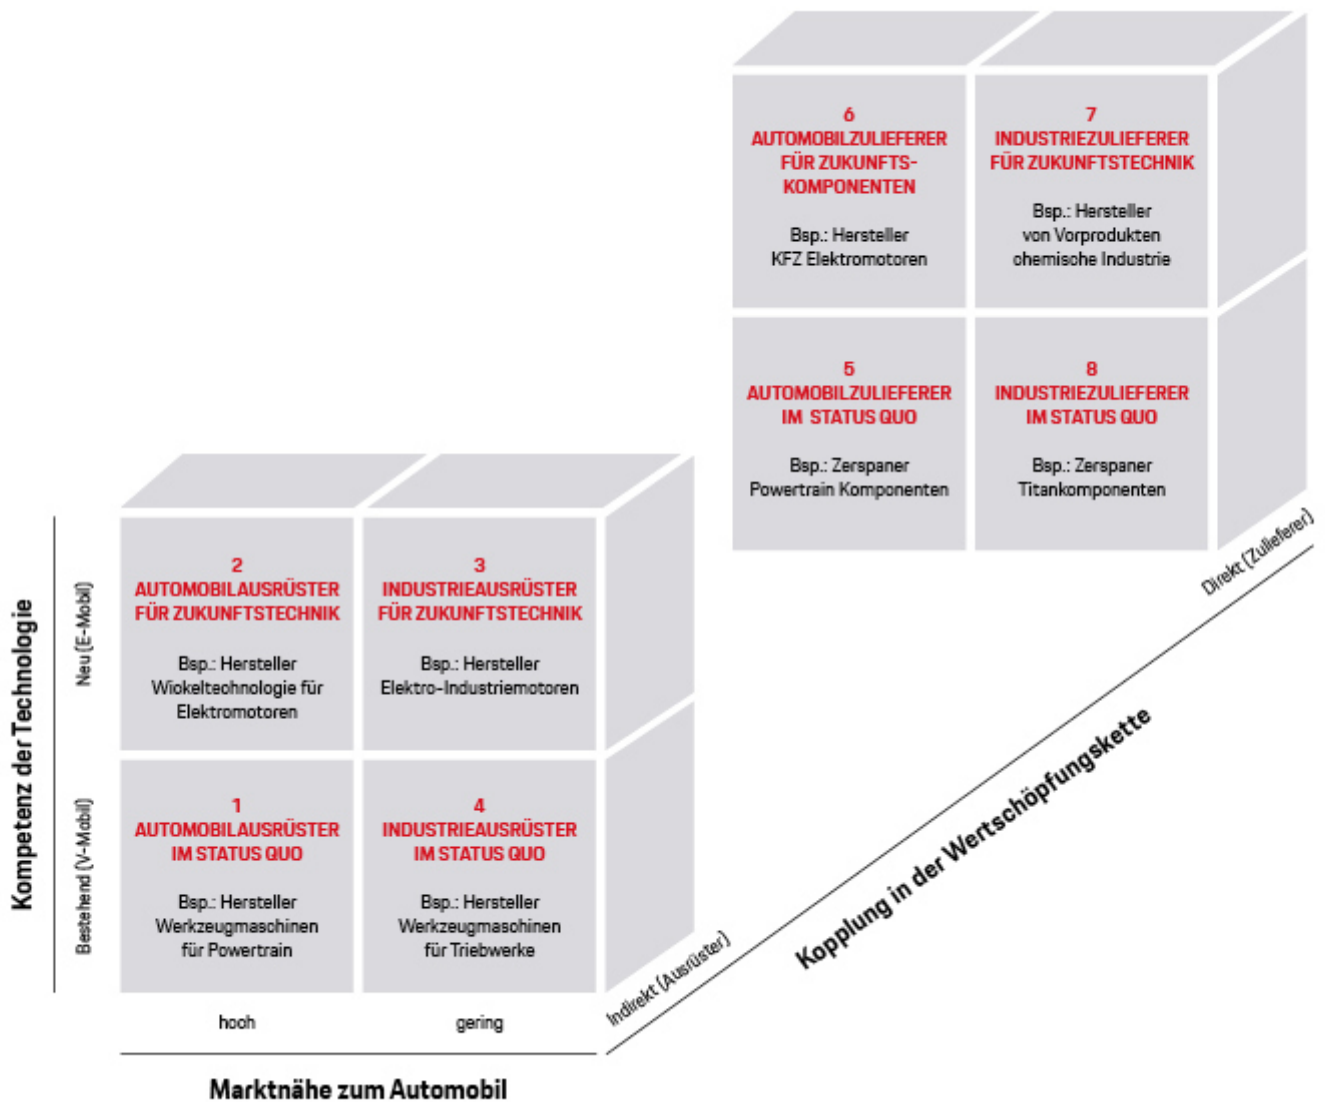 6
AUTOMOBILZULIEFERER
FÜR ZUKUNFTS-
KOMPONENTEN
Bsp.: Hersteller
KFZ Elektromotoren
7
INDUSTRIEZULIEFERER
FÜR ZUKUNFTSTECHNIK
Bsp.: Hersteller
von Vorprodukten
chemische Industrie
5
AUTOMOBILZULIEFERER
IM STATUS QUO
Bsp.: Zerspaner
Powertrain Komponenten
8
INDUSTRIEZULIEFERER
IM STATUS QUO
Bsp.: Zerspaner
Titankomponenten
2
AUTOMOBILAUSRÜSTER
FÜR ZUKUNFTSTECHNIK
Bsp.: Hersteller
Wickeltechnologie für
Elektromotoren
3
INDUSTRIEAUSRÜSTER
FÜR ZUKUNFTSTECHNIK
Bsp.: Hersteller
Elektro-Industriemotoren
1
AUTOMOBILAUSRÜSTER
IM STATUS QUO
Bsp.: Hersteller
Werkzeugmaschinen
für Powertrain
4
INDUSTRIEAUSRÜSTER
IM STATUS QUO
Bsp.: Hersteller
Werkzeugmaschinen
für Triebwerke
Kompetenz der Technologie
Neu (E-Mobil)
Bestehend (V-Mobil)
hoch
gering
Marktnähe zum Automobil
Indirekt (Ausrüster)
Direkt (Zulieferer)
Kopplung in der Wertschöpfungskette